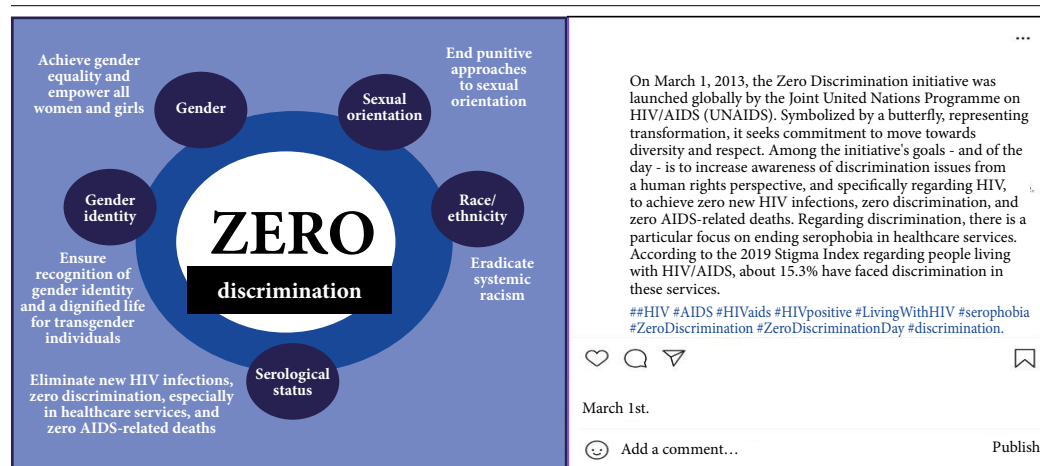 Achieve gender
equality and
empower all
women and girls
Gender
Sexual
orientation
End punitive
approaches
to sexual
orientation
Gender
identity
Ensure
recognition of
gender identity
and a dignified life
for transgender
individuals
ZERO
discrimination
Race/
ethnicity
Eradicate
systemic
racism
Serological
status
Eliminate new HIV infections,
zero discrimination, especially
in healthcare services, and
zero AIDS-related deaths
...
On March 1, 2013, the Zero Discrimination initiative was
launched globally by the Joint United Nations Programme on
HIV/AIDS (UNAIDS). Symbolized by a butterfly, representing
transformation, it seeks commitment to move towards
diversity and respect. Among the initiative's goals - and of the
day - is to increase awareness of discrimination issues from
a human rights perspective, and specifically regarding HIV,
to achieve zero new HIV infections, zero discrimination, and
zero AIDS-related deaths. Regarding discrimination, there is a
particular focus on ending serophobia in healthcare services.
According to the 2019 Stigma Index regarding people living
with HIV/AIDS, about 15.3% have faced discrimination in
these services.
##HIV #AIDS #HIVaids #HIVpositive #LivingWithHIV #serophobia
#ZeroDiscrimination #ZeroDiscriminationDay #discrimination.
March 1st.
Add a comment…
Publish